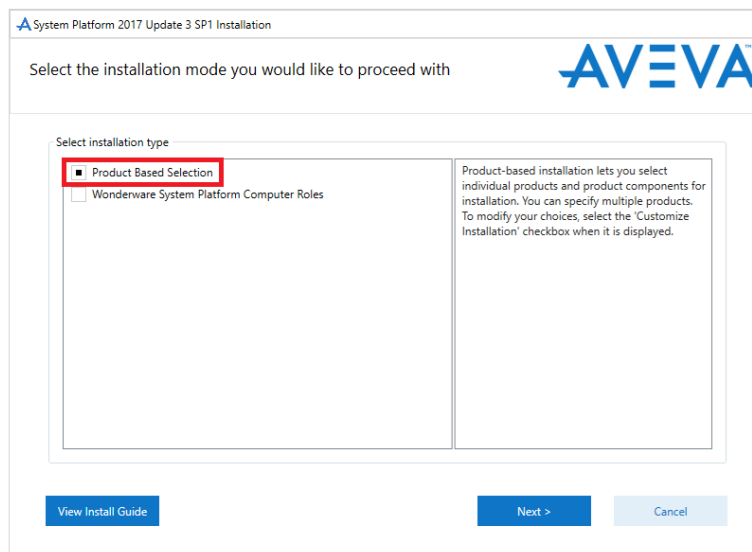 System Platform 2017 Update 3 SP1 Installation
Select the installation mode you would like to proceed with
AVEVA™
Select installation type
Product Based Selection
Wonderware System Platform Computer Roles
Product-based installation lets you select
individual products and product components for
installation. You can specify multiple products.
To modify your choices, select the 'Customize
Installation' checkbox when it is displayed.
View Install Guide
Next >
Cancel